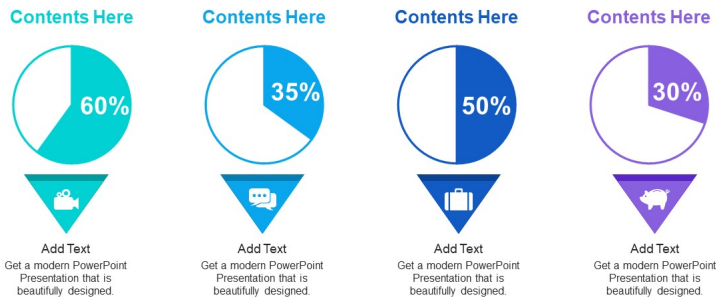 Contents Here
60%
Add Text
Get a modern PowerPoint
Presentation that is
beautifully designed.
Contents Here
35%
Add Text
Get a modern PowerPoint
Presentation that is
beautifully designed.
Contents Here
50%
Add Text
Get a modern PowerPoint
Presentation that is
beautifully designed.
Contents Here
30%
Add Text
Get a modern PowerPoint
Presentation that is
beautifully designed.